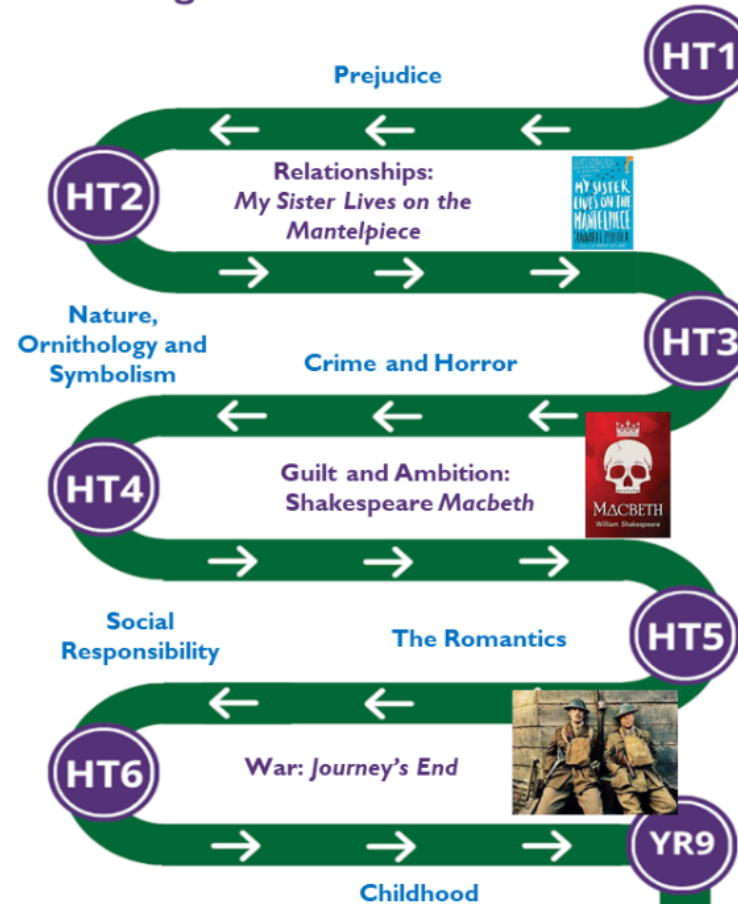 g
HT1
Prejudice
HT2
Relationships:
My Sister Lives on the
Mantelpiece
MY SISTER
LIVES ON THE
MANTELPIECE
ANNABEL PITCHER
HT3
Nature,
Ornithology and
Symbolism
Crime and Horror
HT4
Guilt and Ambition:
Shakespeare Macbeth
MACBETH
William Shakespeare
HT5
Social
Responsibility
The Romantics
HT6
War: Journey's End
YR9
Childhood